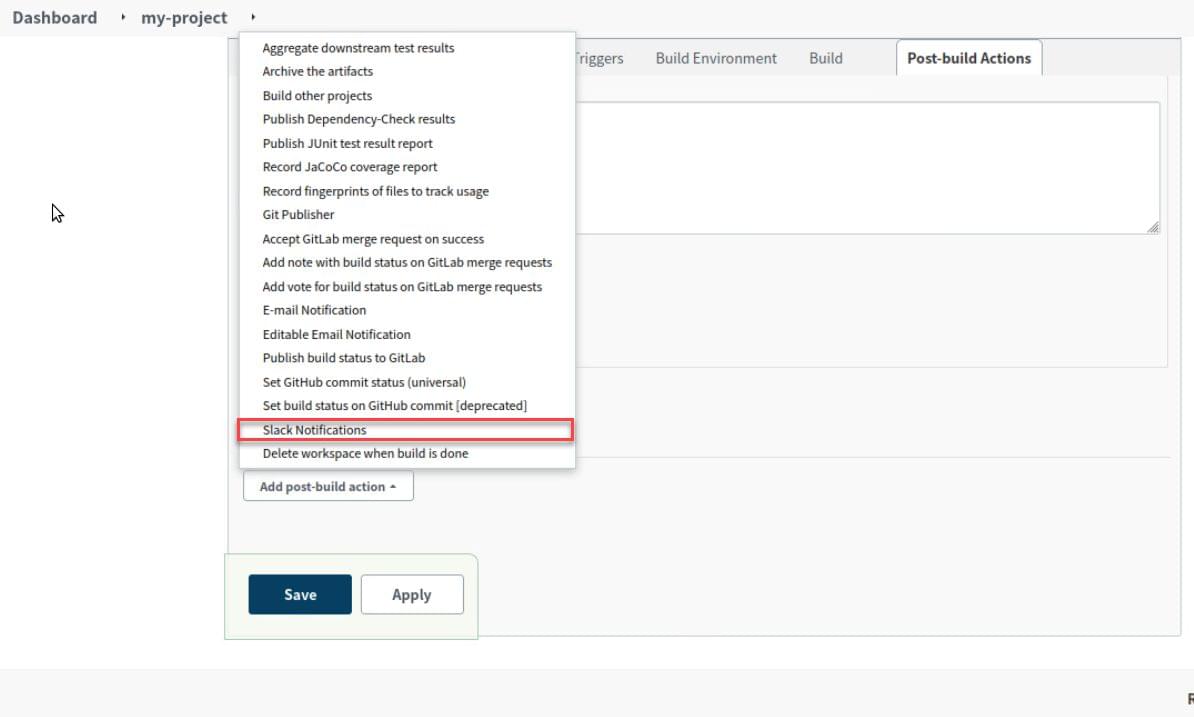 Dashboard ‣ my-project ‣
Aggregate downstream test results
Archive the artifacts
Build other projects
Publish Dependency-Check results
Publish JUnit test result report
Record JaCoCo coverage report
Record fingerprints of files to track usage
Git Publisher
Accept GitLab merge request on success
Add note with build status on GitLab merge requests
Add vote for build status on GitLab merge requests
E-mail Notification
Editable Email Notification
Publish build status to GitLab
Set GitHub commit status (universal)
Set build status on GitHub commit [deprecated]
Slack Notifications
Delete workspace when build is done
Triggers Build Environment Build Post-build Actions
Add post-build action
Save Apply